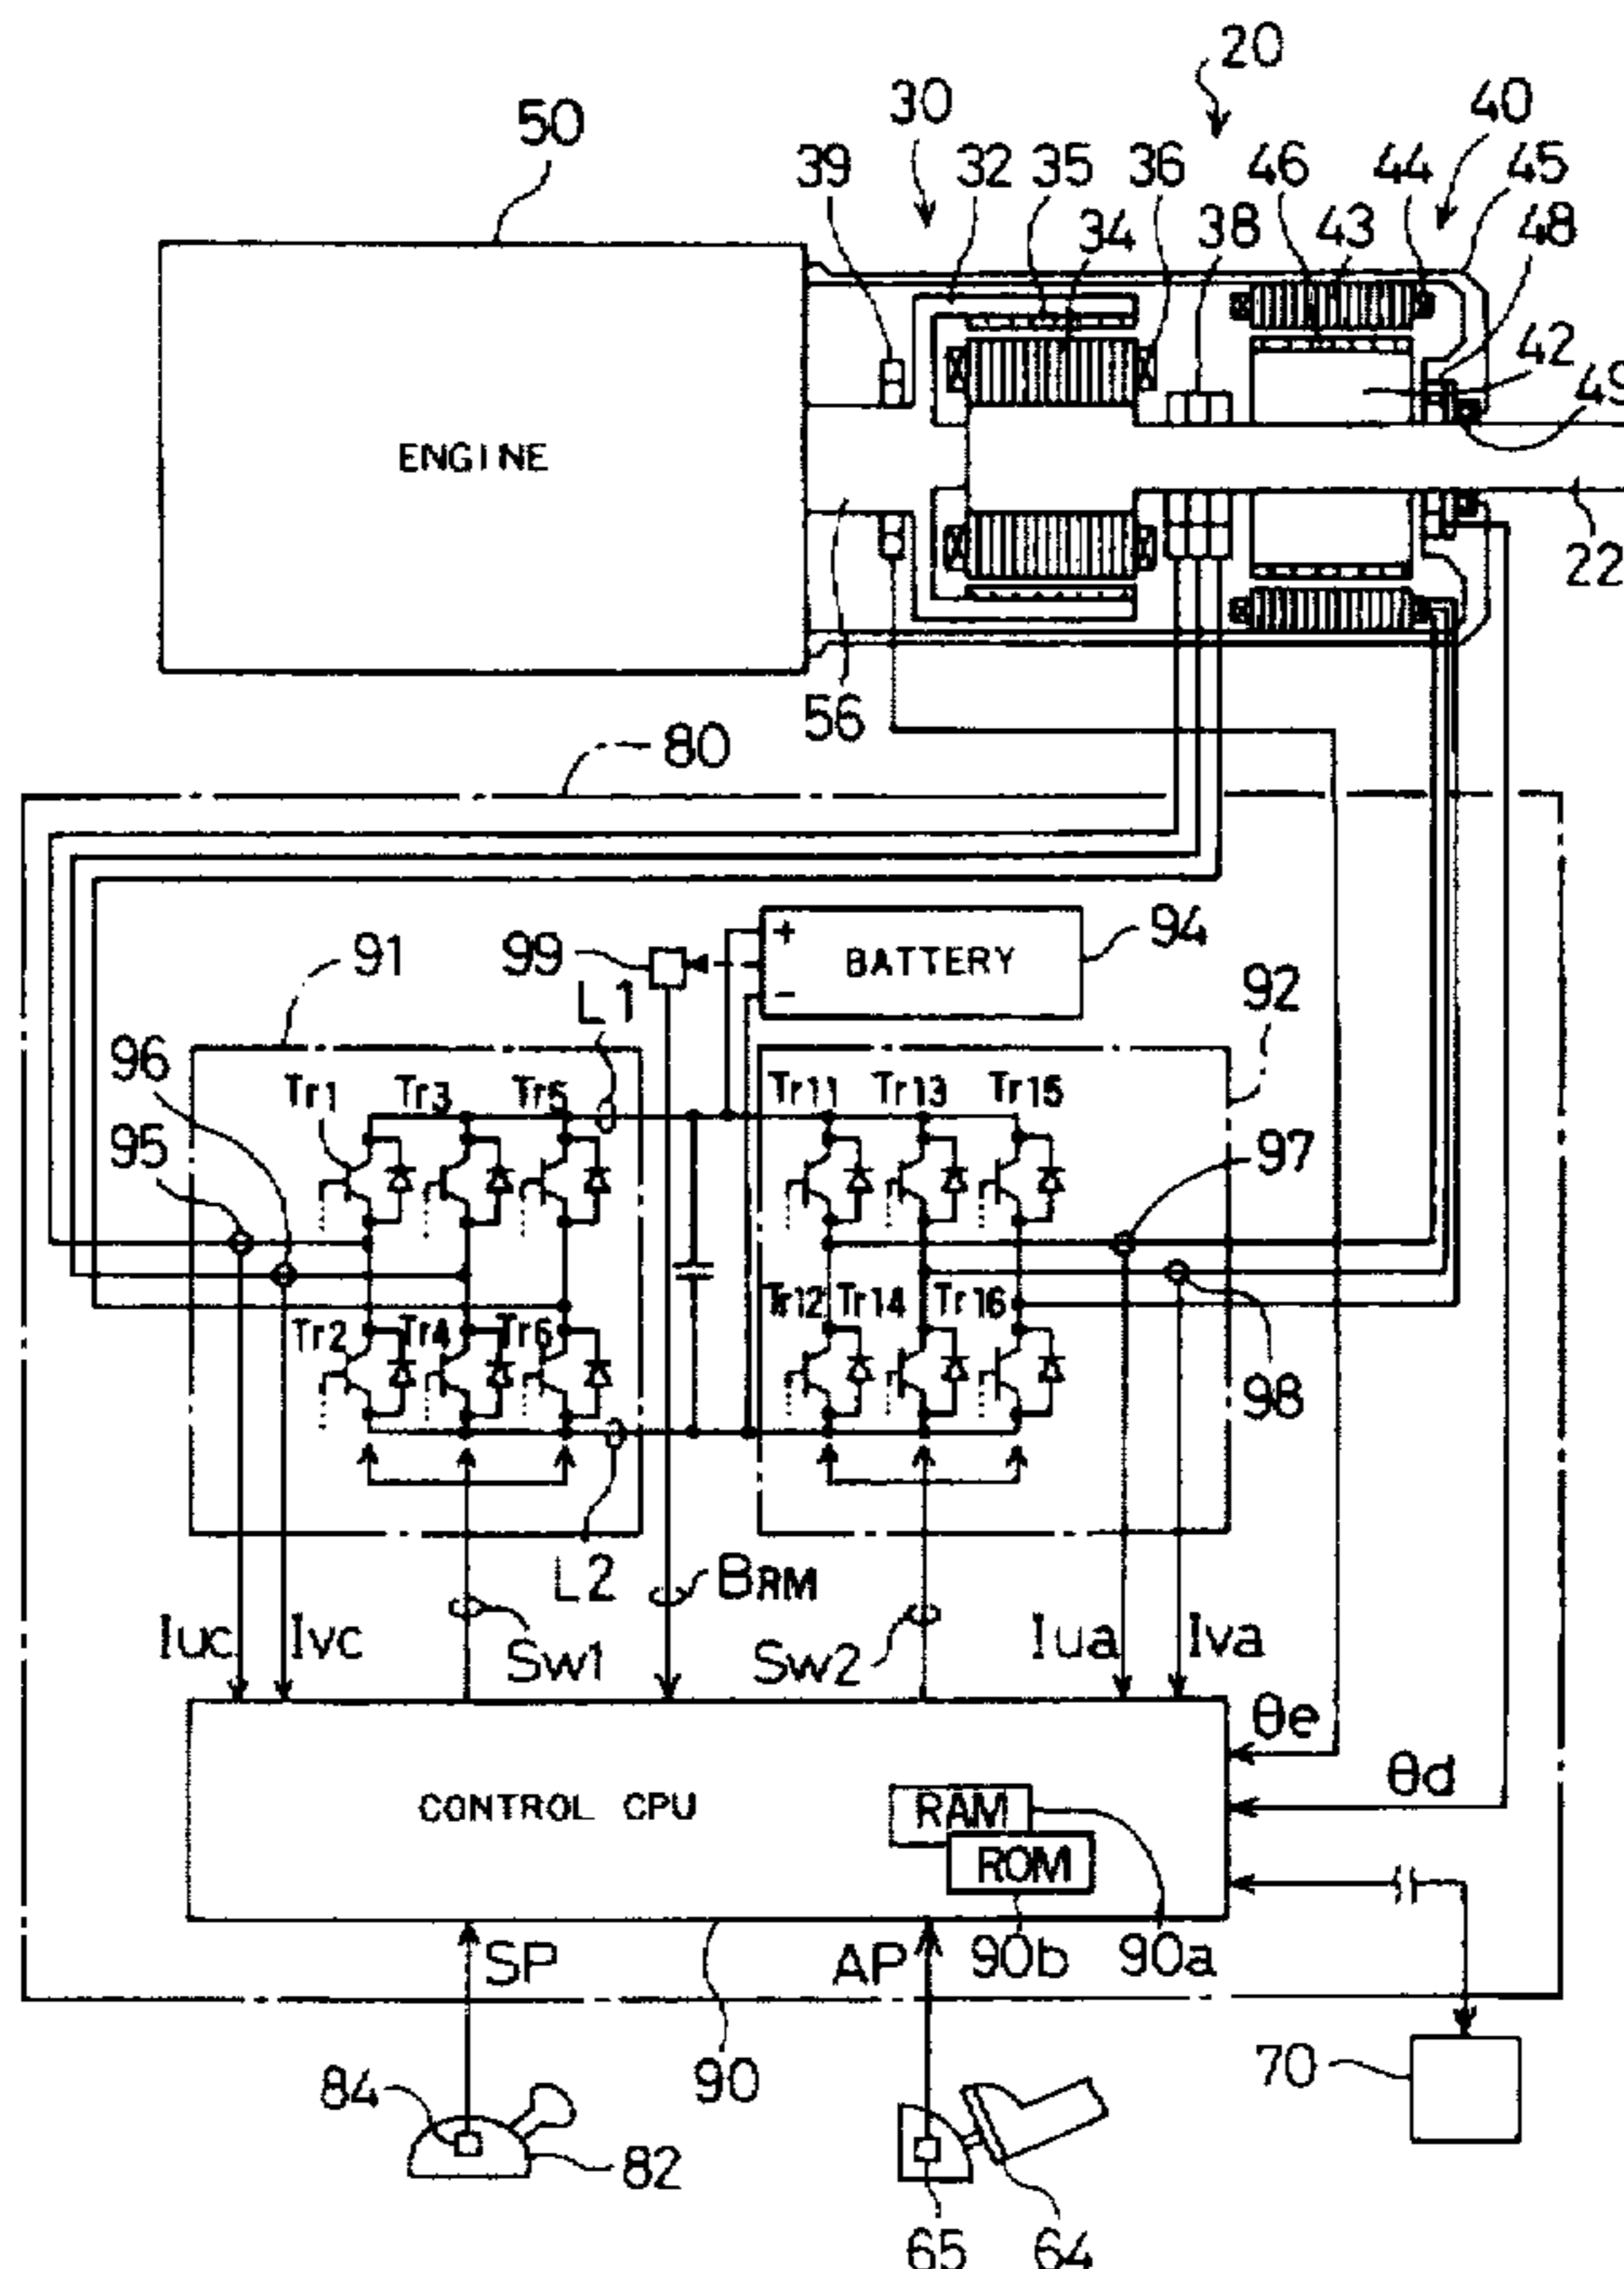 20
30
40
50
39
32
35
36
46
44
45
34
38
43
48
42
49
ENGINE
22
56
80
99
94
91
+
BATTERY
-
L1
92
96
Tr1
Tr3
Tr5
Tr11
Tr13
Tr15
95
97
Tr2
Tr4
Tr6
Tr12
Tr14
Tr16
98
L2
BRM
Iuc
Ivc
Sw1
Sw2
Iua
Iva
θe
θd
CONTROL CPU
RAM
ROM
SP
AP
90b
90a
84
90
70
82
65
64